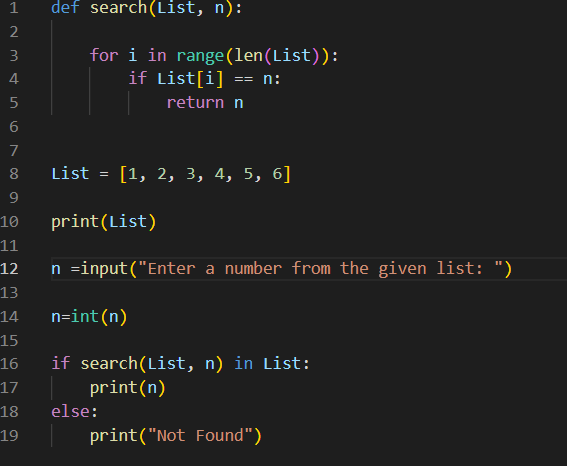 1 def search(List, n):
2
3 for i in range(len(List)):
4 if List[i] == n:
5 return n
6
7
8 List = [1, 2, 3, 4, 5, 6]
9
10 print(List)
11
12 n =input("Enter a number from the given list: ")
13
14 n=int(n)
15
16 if search(List, n) in List:
17 print(n)
18 else:
19 print("Not Found")